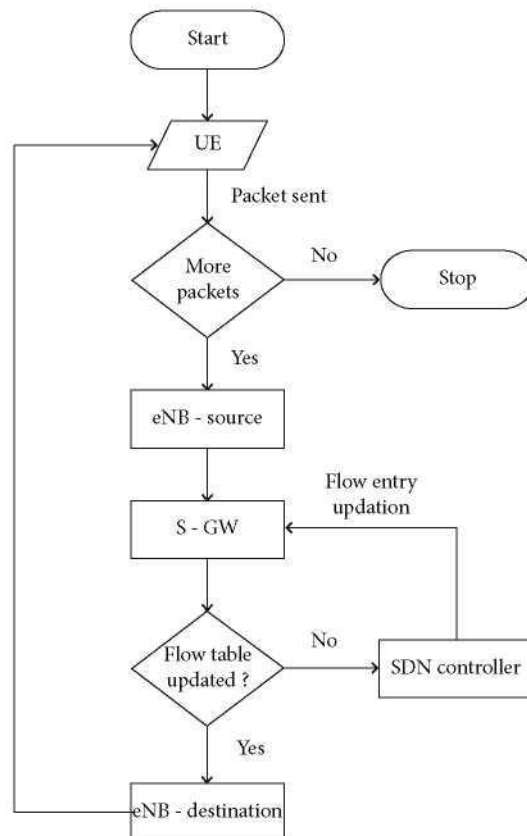 Start
UE
Packet sent
More
packets
No
Stop
Yes
eNB - source
Flow entry
updation
S - GW
Flow table
updated ?
No
SDN controller
Yes
eNB - destination